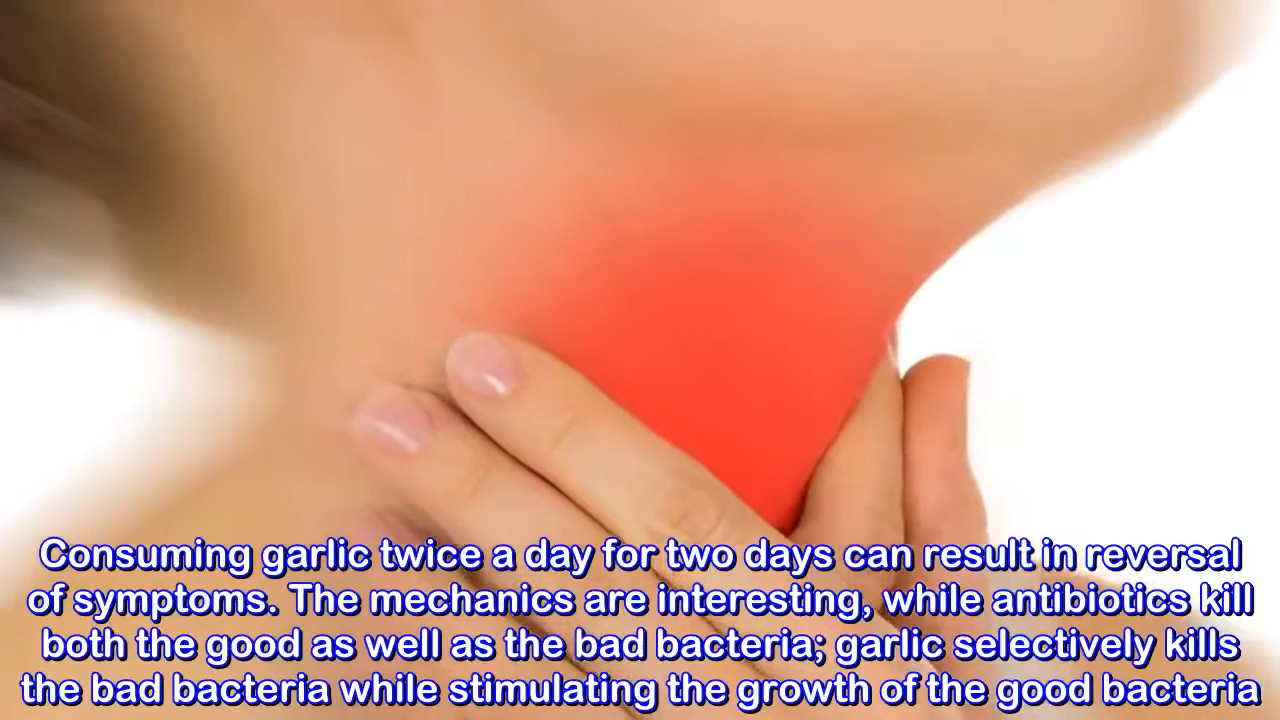 Consuming garlic twice a day for two days can result in reversal
of symptoms. The mechanics are interesting, while antibiotics kill
both the good as well as the bad bacteria; garlic selectively kills
the bad bacteria while stimulating the growth of the good bacteria